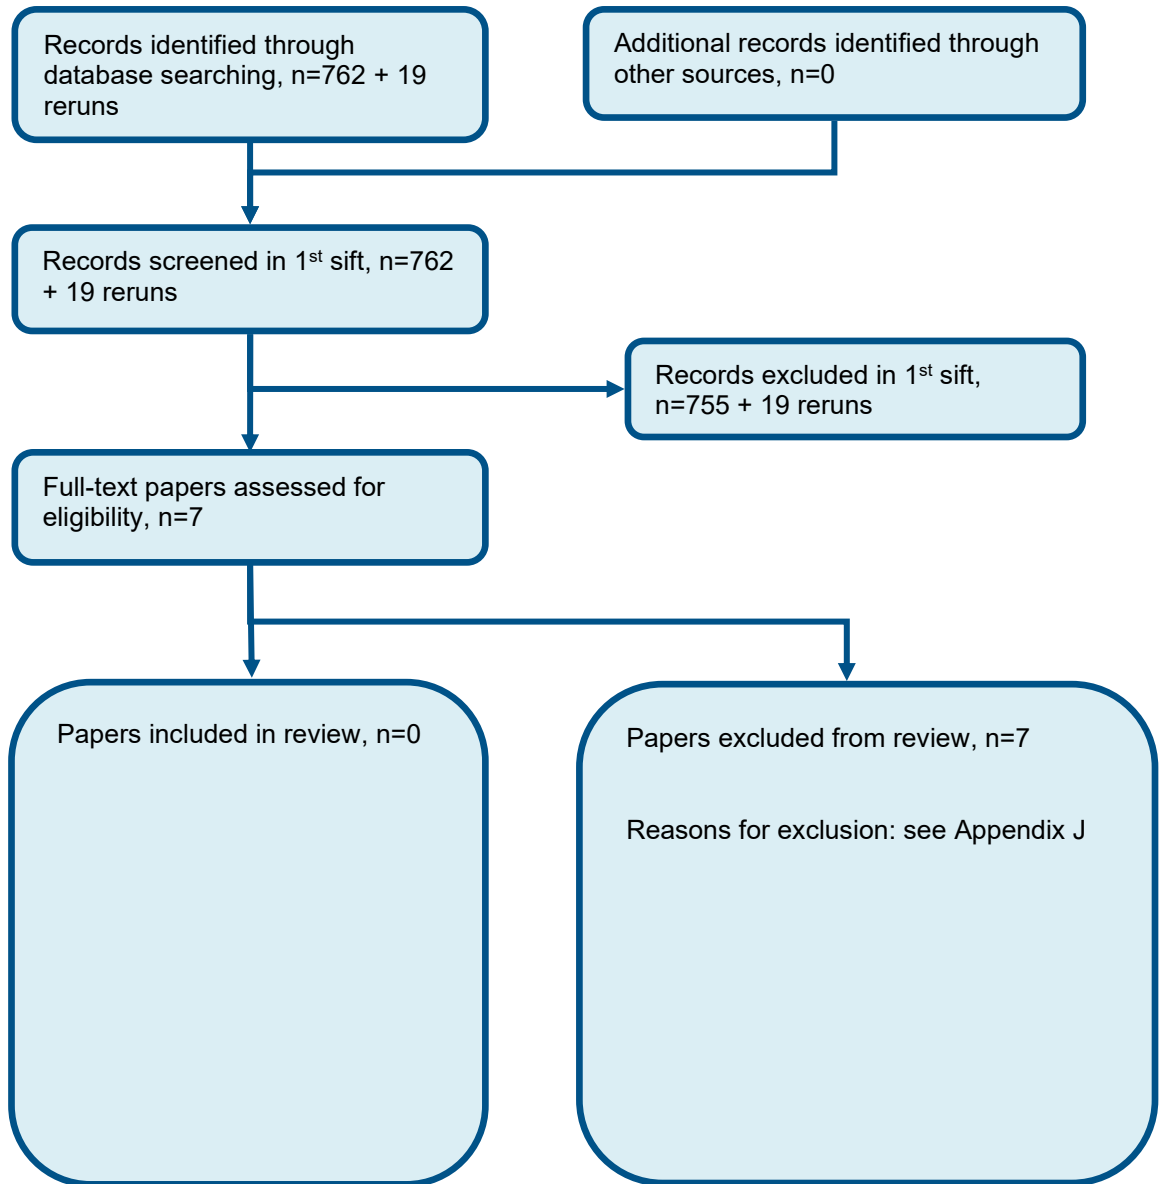 Records identified through
database searching, n=762 + 19
reruns
Additional records identified through
other sources, n=0
Records screened in 1st sift, n=762
+ 19 reruns
Records excluded in 1st sift,
n=755 + 19 reruns
Full-text papers assessed for
eligibility, n=7
Papers included in review, n=0
Papers excluded from review, n=7
Reasons for exclusion: see Appendix J